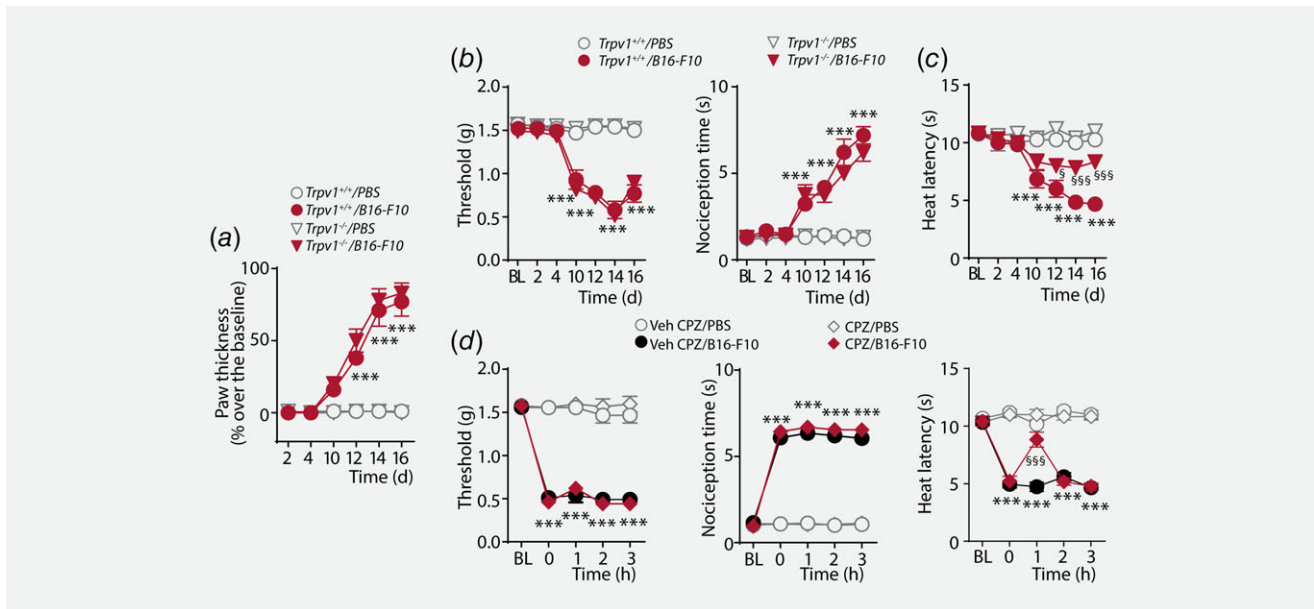 (a)
Trpv1+/+/PBS
Trpv1+/+/B16-F10
Trpv1-/-/PBS
Trpv1-/-/B16-F10
Paw thickness
(% over the baseline)
100
50
0
***
***
***
2 4 10 12 14 16
Time (d)
(b)
Trpv1+/+/PBS
Trpv1+/+/B16-F10
Trpv1-/-/PBS
Trpv1-/-/B16-F10
Threshold (g)
2.0
1.5
1.0
0.5
0.0
***
***
***
***
BL 2 4 10 12 14 16
Time (d)
Nociception time (s)
10
5
0
***
***
***
***
BL 2 4 10 12 14 16
Time (d)
(c)
Heat latency (s)
15
10
5
0
§
§§§
§§§
***
***
***
***
BL 2 4 10 12 14 16
Time (d)
(d)
Veh CPZ/PBS
Veh CPZ/B16-F10
CPZ/PBS
CPZ/B16-F10
Threshold (g)
2.0
1.5
1.0
0.5
0.0
***
***
***
***
BL 0 1 2 3
Time (h)
Nociception time (s)
10
5
0
***
***
***
***
BL 0 1 2 3
Time (h)
Heat latency (s)
15
10
5
0
§§§
***
***
***
***
BL 0 1 2 3
Time (h)